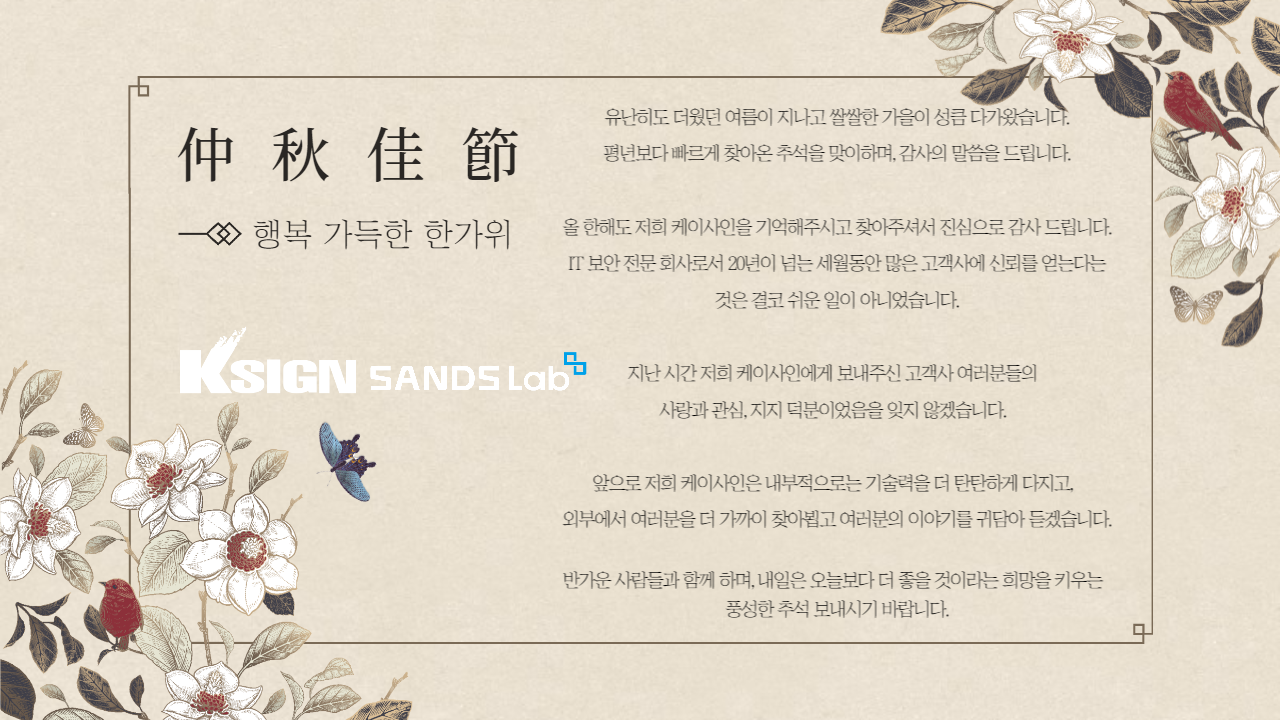 仲秋佳節
행복 가득한 한가위
KSIGN SANDS Lab
유난히도 더웠던 여름이 지나고 쌀쌀한 가을이 성큼 다가왔습니다.
평년보다 빠르게 찾아온 추석을 맞이하며, 감사의 말씀을 드립니다.
올 한해도 저희 케이사인을 기억해주시고 찾아주셔서 진심으로 감사 드립니다.
IT 보안 전문 회사로서 20년이 넘는 세월동안 많은 고객사에 신뢰를 얻는다는
것은 결코 쉬운 일이 아니었습니다.
지난 시간 저희 케이사인에게 보내주신 고객사 여러분들의
사랑과 관심, 지지 덕분이었음을 잊지 않겠습니다.
앞으로 저희 케이사인은 내부적으로는 기술력을 더 탄탄하게 다지고,
외부에서 여러분을 더 가까이 찾아뵙고 여러분의 이야기를 귀담아 듣겠습니다.
반가운 사람들과 함께 하며, 내일은 오늘보다 더 좋을 것이라는 희망을 키우는
풍성한 추석 보내시기 바랍니다.